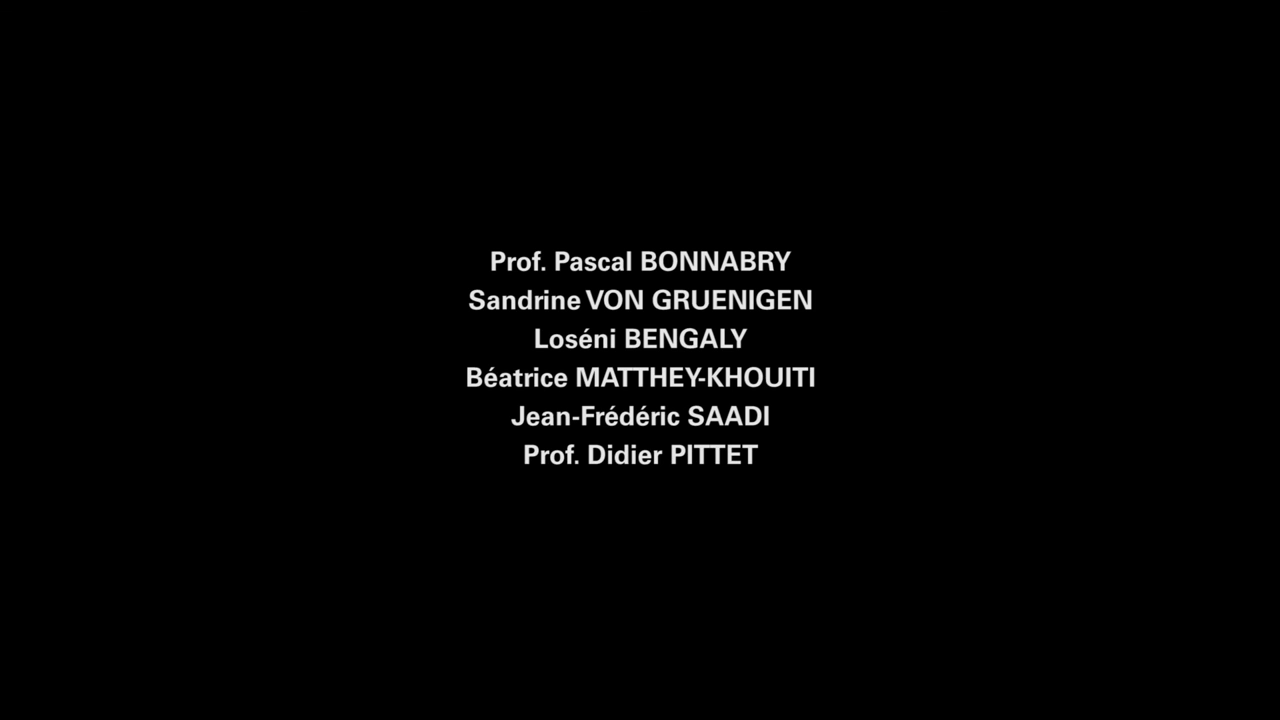 Prof. Pascal BONNABRY
Sandrine VON GRUENIGEN
Loséni BENGALY
Béatrice MATTHEY-KHOUITI
Jean-Frédéric SAADI
Prof. Didier PITTET